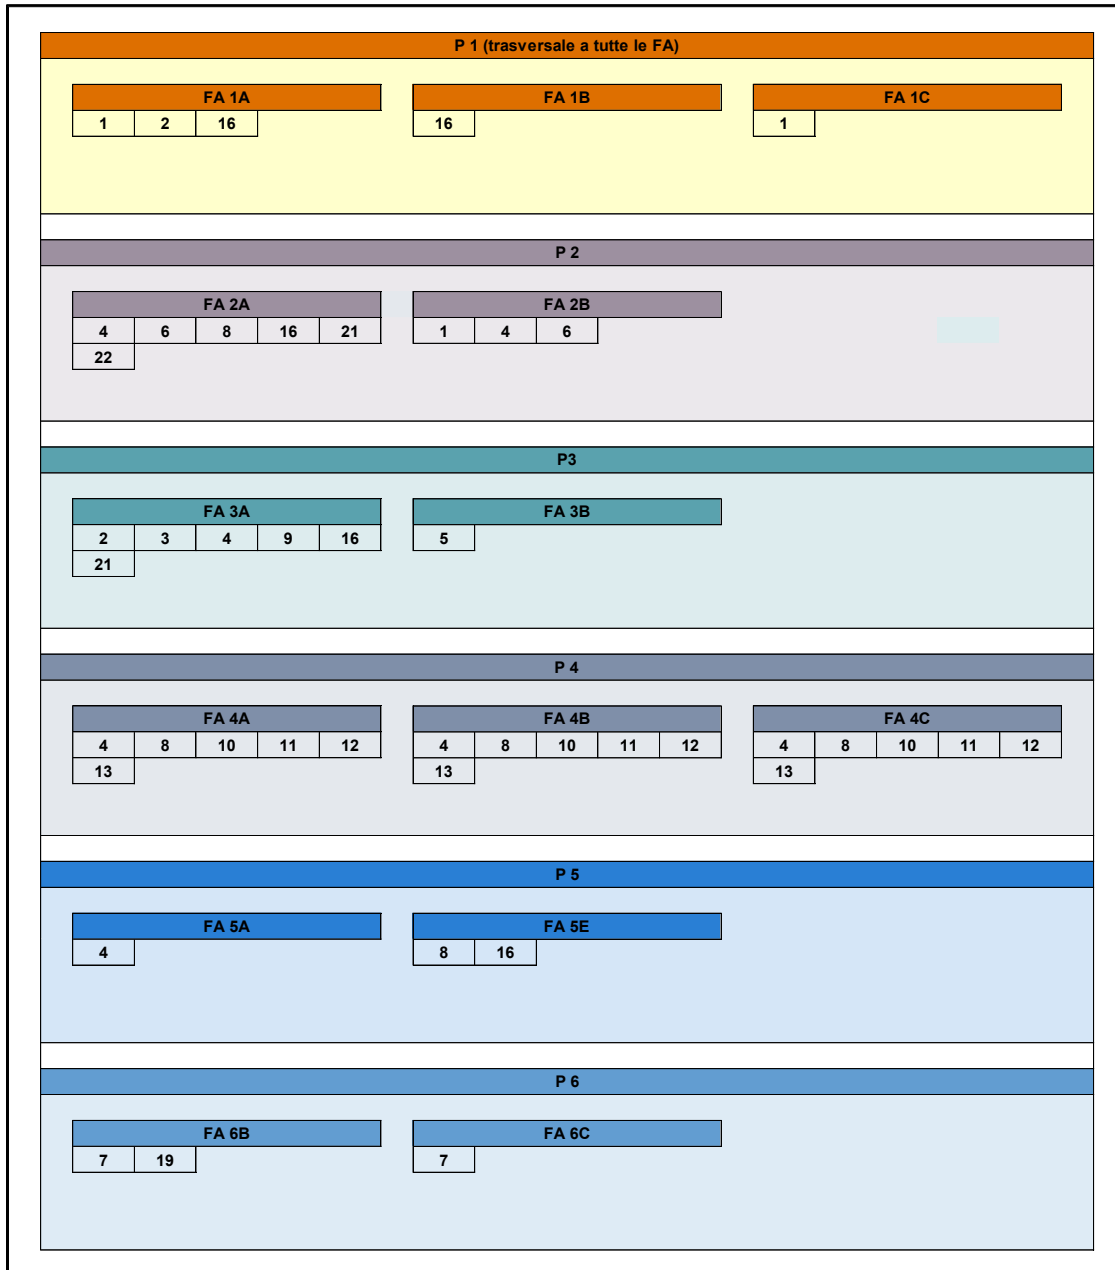 P 1 (trasversale a tutte le FA)
FA 1A FA 1B FA 1C
1 2 16 16 1
P 2
FA 2A FA 2B
4 6 8 16 21 1 4 6
22
P3
FA 3A FA 3B
2 3 4 9 16 5
21
P 4
FA 4A FA 4B FA 4C
4 8 10 11 12 4 8 10 11 12 4 8 10 11 12
13 13 13
P 5
FA 5A FA 5E
4 8 16
P 6
FA 6B FA 6C
7 19 7